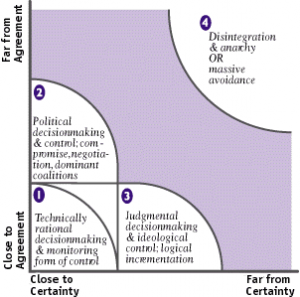 Far from
Agreement
4
Disintegration
& anarchy
OR
massive
avoidance
2
Political
decisionmaking
& control; com-
promise, negotia-
tion, dominant
coalitions
1
Technically
rational
decisionmaking
& monitoring
form of control
3
Judgmental
decisionmaking
& ideological
control; logical
incrementation
Close to
Agreement
Close to
Certainty
Far from
Certainty